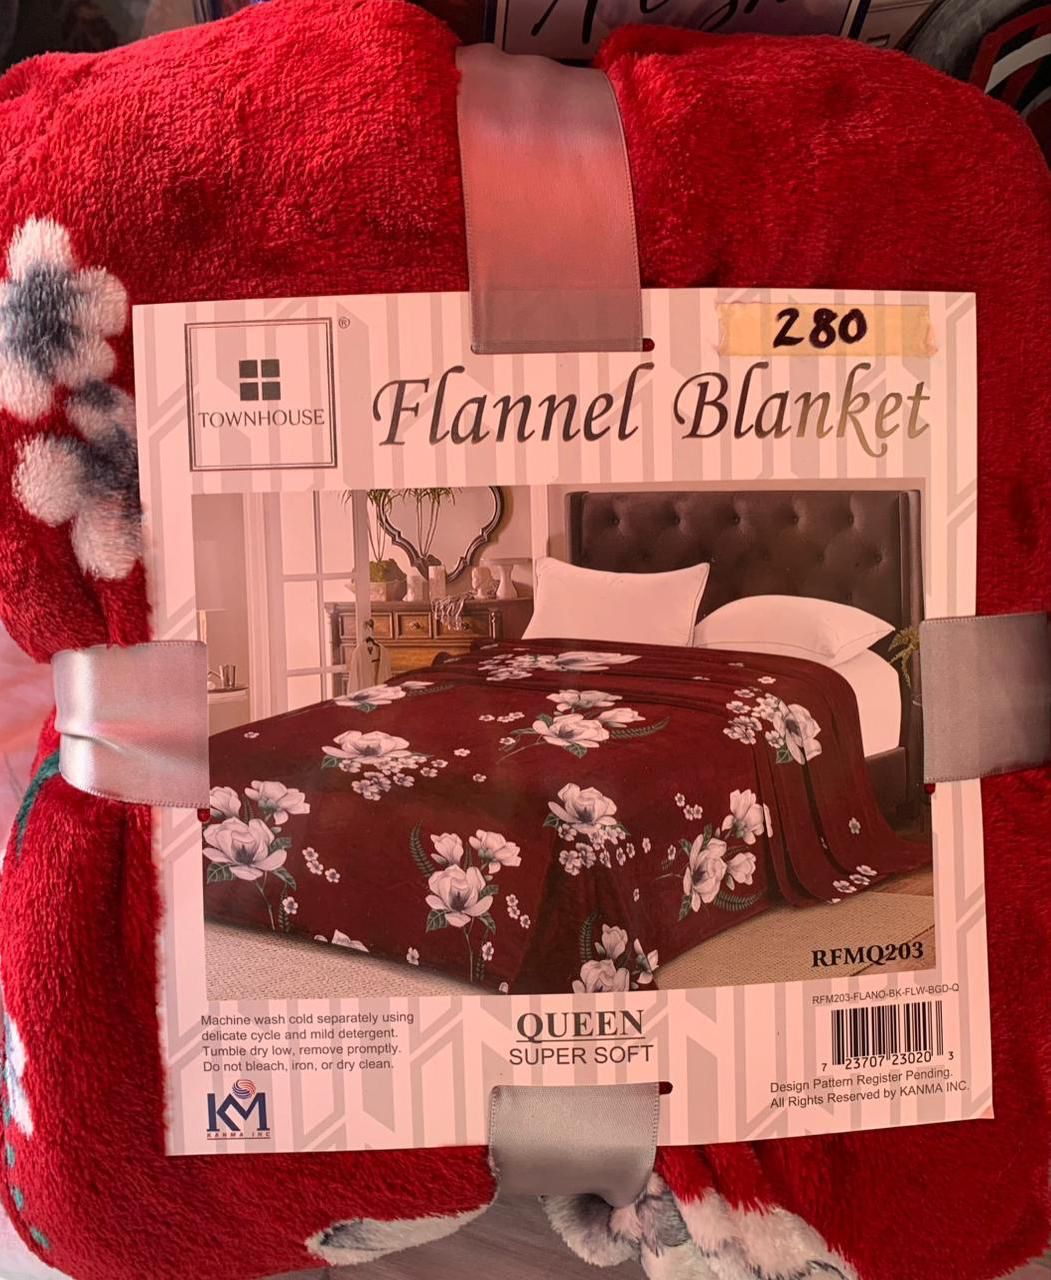 280
®
TOWNHOUSE
Flannel Blanket
RFMQ203
RFM203-FLANO-BK-FLW-BGD-Q
7 23707 23020 3
Machine wash cold separately using
delicate cycle and mild detergent.
Tumble dry low, remove promptly.
Do not bleach, iron, or dry clean.
QUEEN
SUPER SOFT
Design Pattern Register Pending.
All Rights Reserved by KANMA INC.
KM
KANMA INC